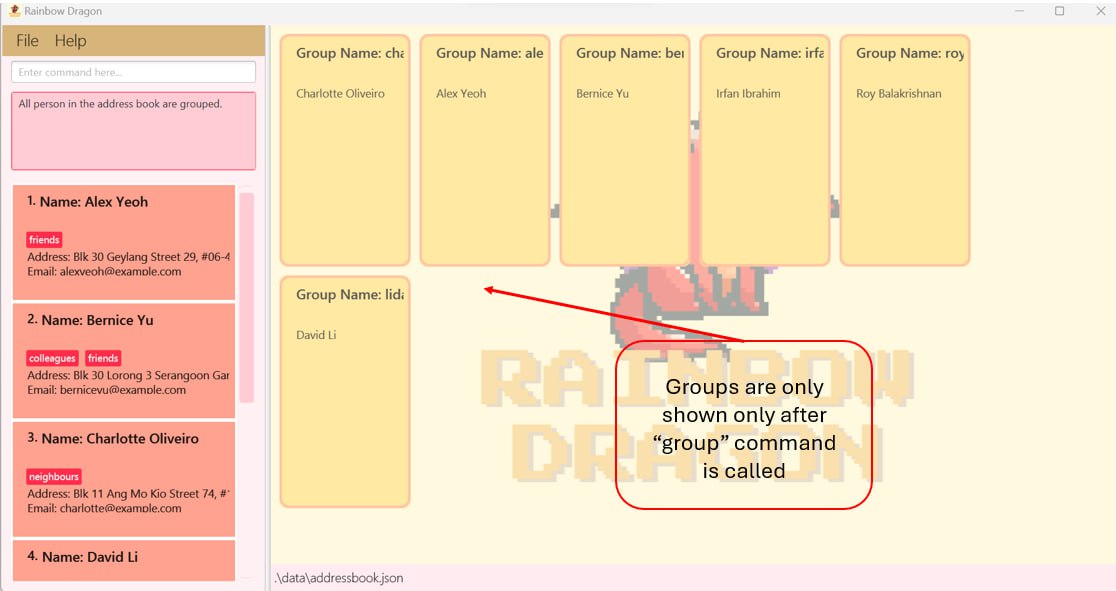 Rainbow Dragon
File Help
Enter command here...
All person in the address book are grouped.
1. Name: Alex Yeoh
friends
Address: Blk 30 Geylang Street 29, #06-4
Email: alexyeoh@example.com
2. Name: Bernice Yu
colleagues friends
Address: Blk 30 Lorong 3 Serangoon Gar
Email: berniceyu@example.com
3. Name: Charlotte Oliveiro
neighbours
Address: Blk 11 Ang Mo Kio Street 74, #
Email: charlotte@example.com
4. Name: David Li
Group Name: cha
Charlotte Oliveiro
Group Name: ale
Alex Yeoh
Group Name: ber
Bernice Yu
Group Name: irfa
Irfan Ibrahim
Group Name: roy
Roy Balakrishnan
Group Name: lida
David Li
RAINBOW
DRAGON
Groups are only
shown only after
“group” command
is called
.\data\addressbook.json